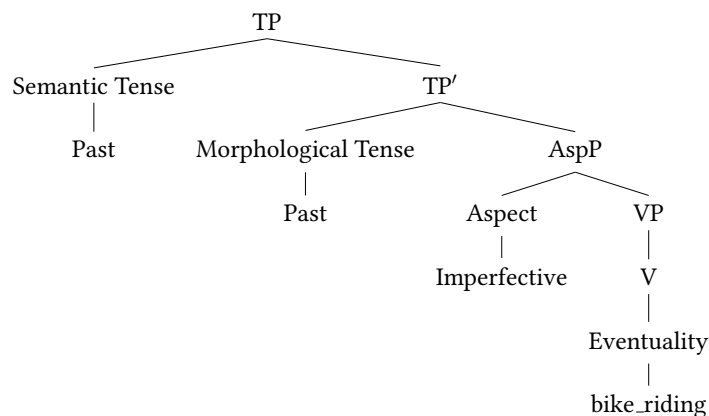 TP
Semantic Tense TP′
Past Morphological Tense AspP
Past Aspect VP
Imperfective V
Eventuality
bike_riding